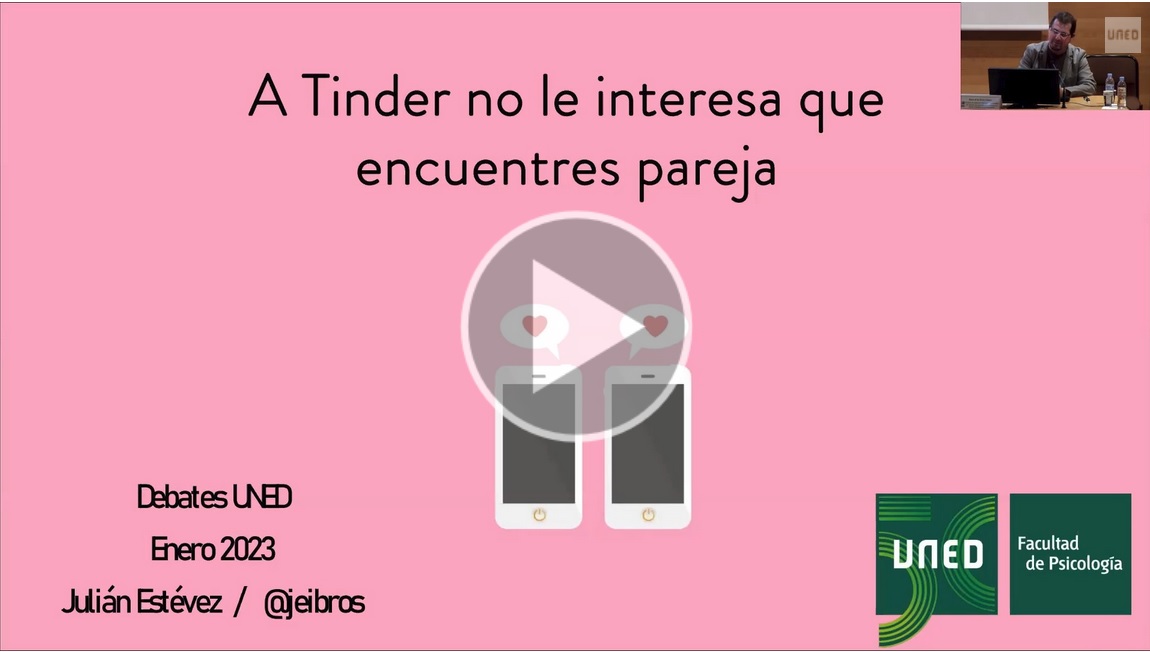 A Tinder no le interesa que
encuentres pareja
UNED
Debates UNED
Enero 2023
Julián Estévez / @jeibros
UNED
Facultad
de Psicología